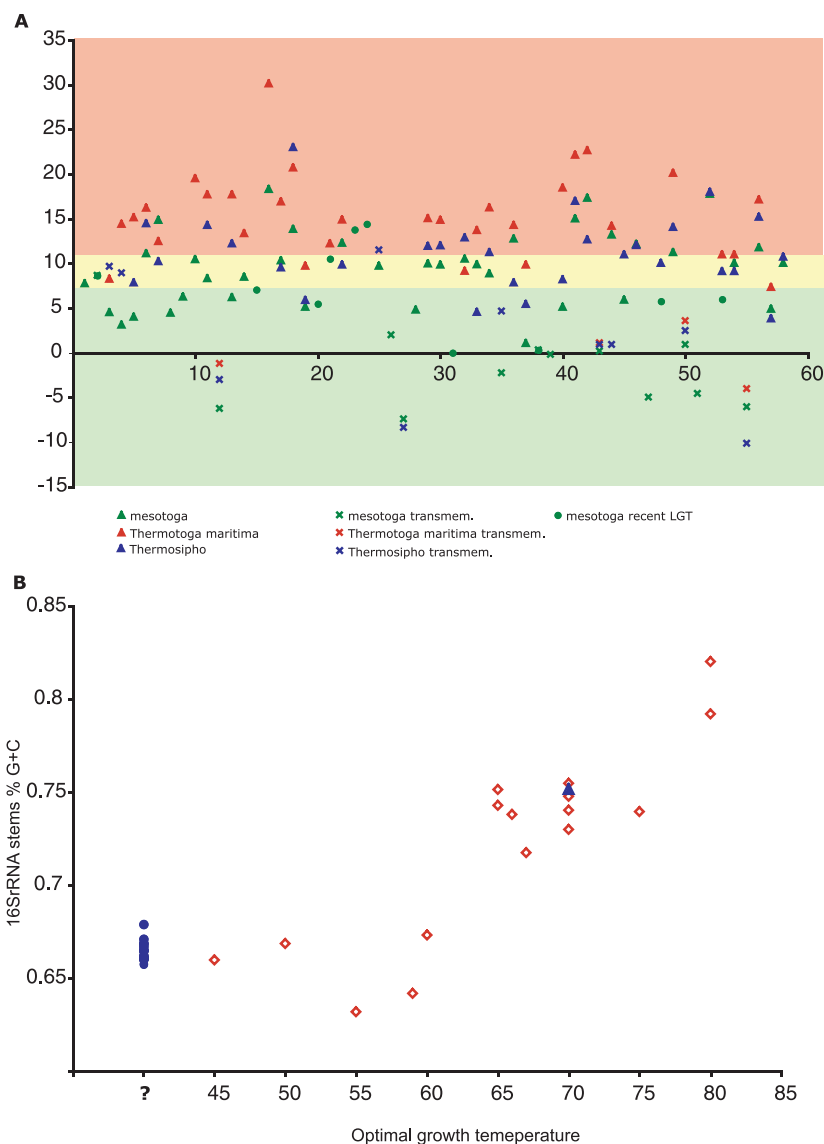 A
35
30
25
20
15
10
5
0
-5
-10
-15
10 20 30 40 50 60
mesotoga
mesotoga transmem.
mesotoga recent LGT
Thermotoga maritima
Thermotoga maritima transmem.
Thermosipho
Thermosipho transmem.
B
0.85
0.8
0.75
0.7
0.65
16SrRNA stems % G+C
? 45 50 55 60 65 70 75 80 85
Optimal growth temeperature